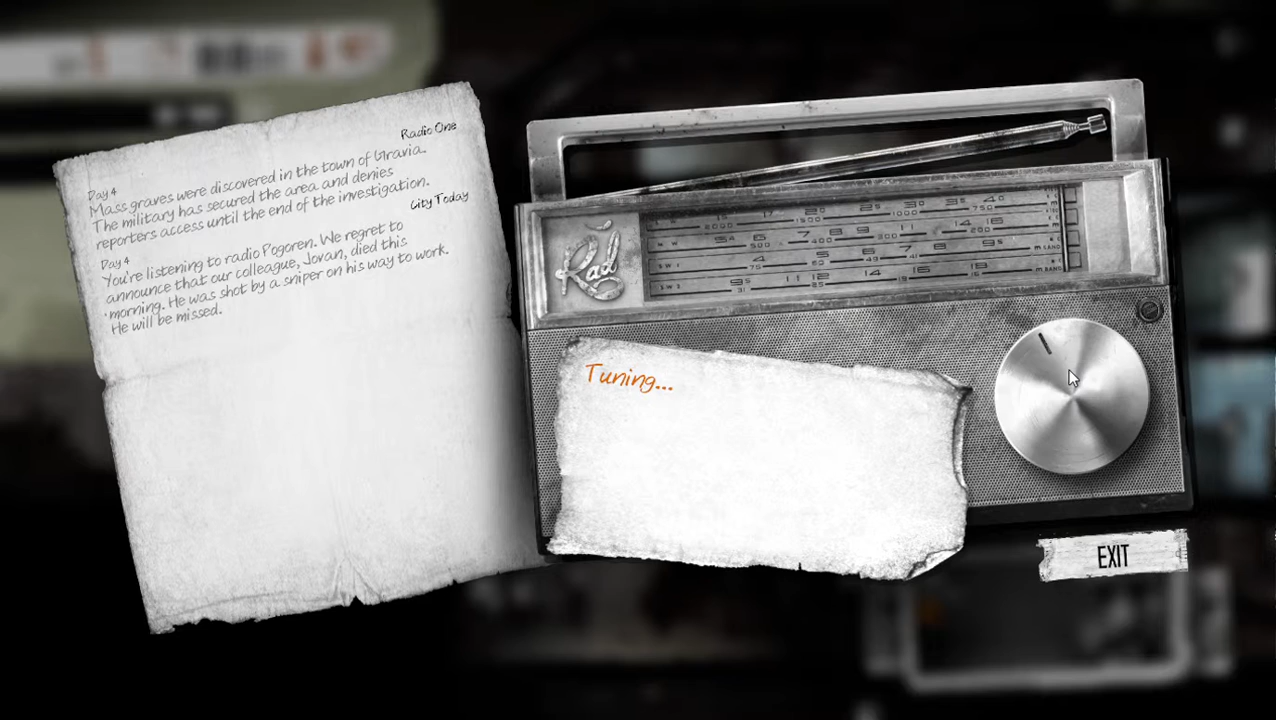 Radio One
Day 4
Mass graves were discovered in the town of Gravia.
The military has secured the area and denies
reporters access until the end of the investigation.
City Today
Day 4
You're listening to radio Pogoren. We regret to
announce that our colleague, Jovan, died this
morning. He was shot by a sniper on his way to work.
He will be missed.
Rad
Tuning...
EXIT